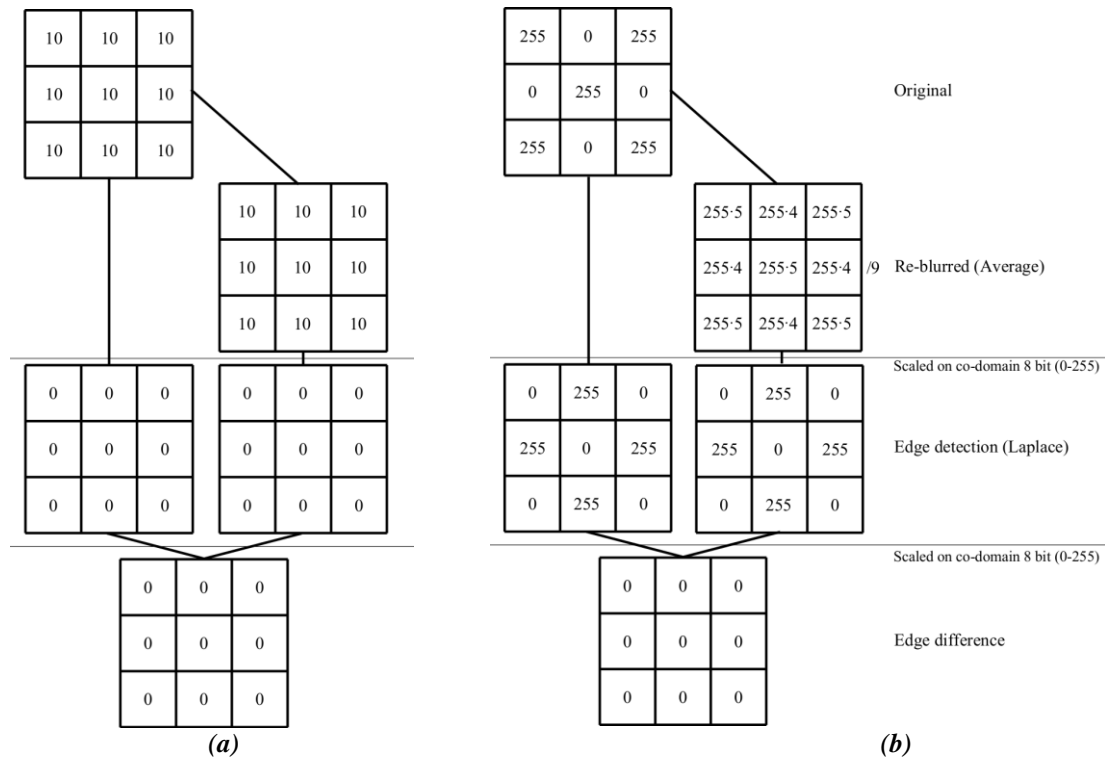 10 10 10
10 10 10
10 10 10
10 10 10
10 10 10
10 10 10
0 0 0 0 0 0
0 0 0 0 0 0
0 0 0 0 0 0
0 0 0
0 0 0
0 0 0
(a)
255 0 255
0 255 0
255 0 255
Original
255·5 255·4 255·5
255·4 255·5 255·4 /9 Re-blurred (Average)
255·5 255·4 255·5
Scaled on co-domain 8 bit (0-255)
0 255 0 0 255 0
255 0 255 255 0 255 Edge detection (Laplace)
0 255 0 0 255 0
Scaled on co-domain 8 bit (0-255)
0 0 0
0 0 0 Edge difference
0 0 0
(b)